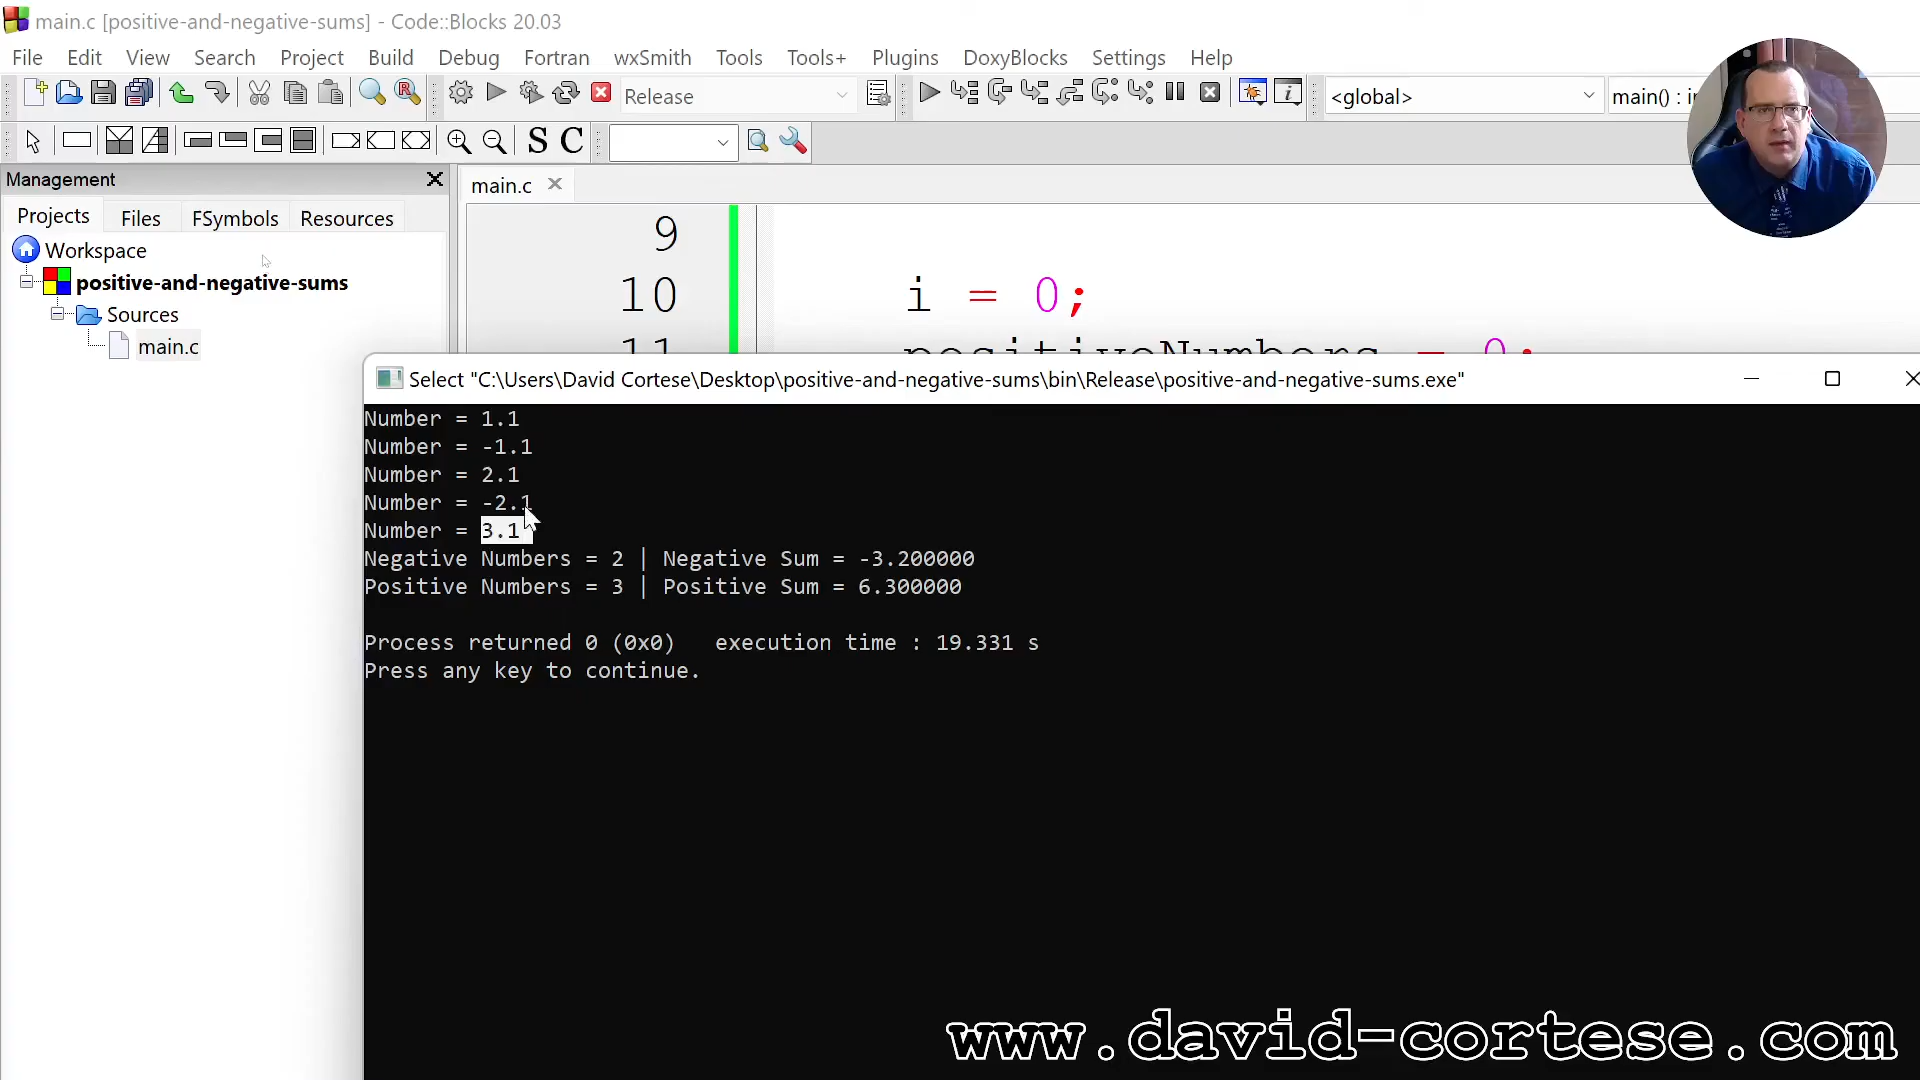 main.c [positive-and-negative-sums] - Code::Blocks 20.03
File Edit View Search Project Build Debug Fortran wxSmith Tools Tools+ Plugins DoxyBlocks Settings Help
Release <global> main() : i
S C
Management
main.c
Projects Files FSymbols Resources
Workspace
positive-and-negative-sums
Sources
main.c
9
10 i = 0;
11 positiveNumbers = 0;
Select "C:\Users\David Cortese\Desktop\positive-and-negative-sums\bin\Release\positive-and-negative-sums.exe"
Number = 1.1
Number = -1.1
Number = 2.1
Number = -2.1
Number = 3.1
Negative Numbers = 2 | Negative Sum = -3.200000
Positive Numbers = 3 | Positive Sum = 6.300000
Process returned 0 (0x0) execution time : 19.331 s
Press any key to continue.
www.david-cortese.com